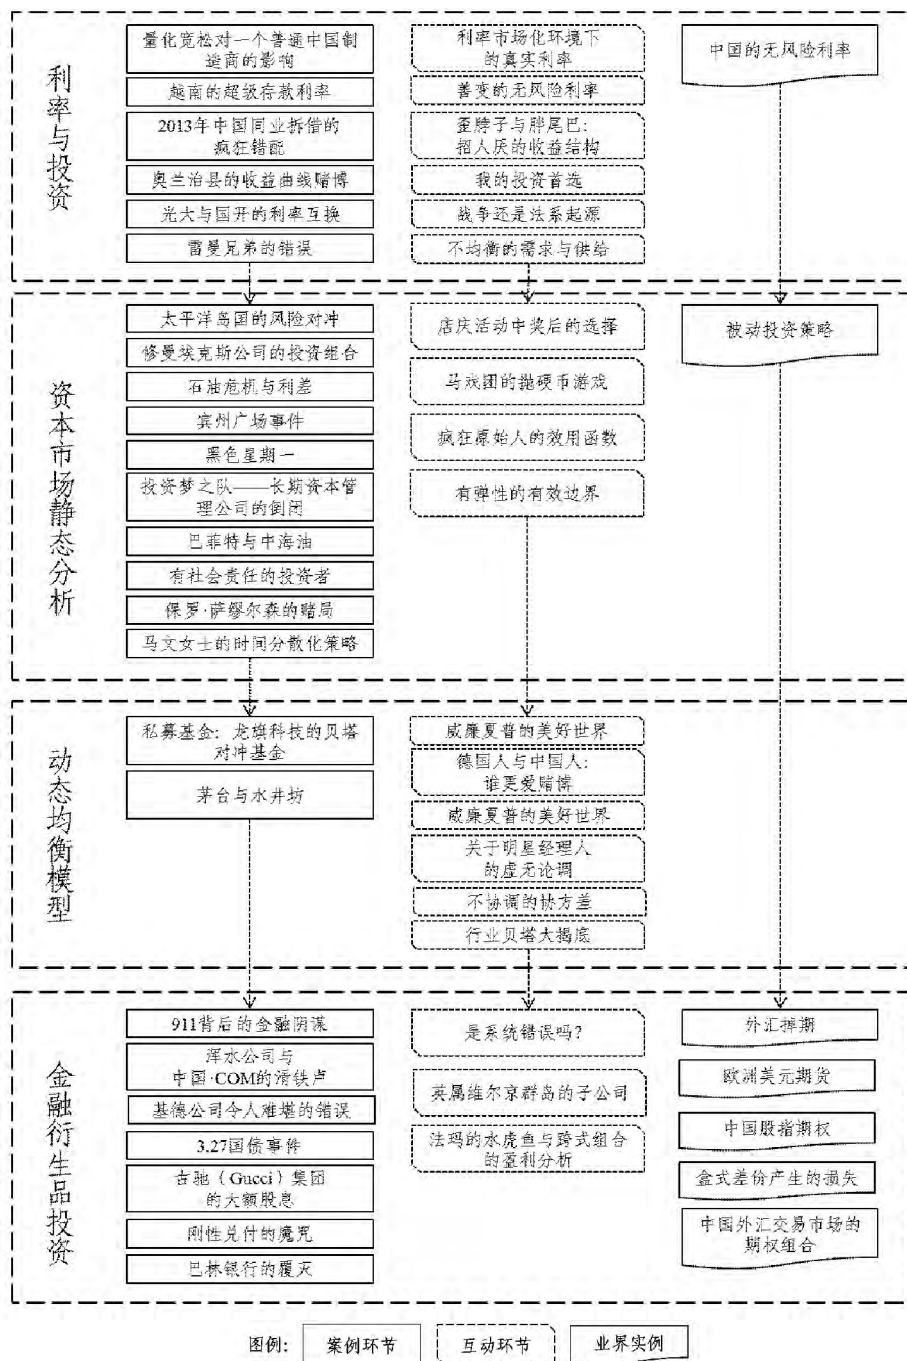 利率与投资
量化宽松对一个普通中国制
造商的影响
越南的超级存款利率
2013年中国同业拆借的
疯狂错配
奥兰治县的收益曲线赌博
光大与国开的利率互换
雷曼兄弟的错误
利率市场化环境下
的真实利率
善变的无风险利率
歪脖子与胖尾巴：
招人厌的收益结构
我的投资首选
战争还是法系起源
不均衡的需求与供给
中国的无风险利率
资本市场静态分析
太平洋岛国的风险对冲
修曼埃克斯公司的投资组合
石油危机与利差
宾州广场事件
黑色星期一
投资梦之队——长期资本管
理公司的倒闭
巴菲特与中海油
有社会责任的投资者
保罗·萨缪尔森的赌局
马文女士的时间分散化策略
店庆活动中奖后的选择
马戏团的抛硬币游戏
疯狂原始人的效用函数
有弹性的有效边界
被动投资策略
动态均衡模型
私募基金：龙旗科技的贝塔
对冲基金
茅台与水井坊
威廉夏普的美好世界
德国人与中国人：
谁更爱赌博
威廉夏普的美好世界
关于明星经理人
的虚无论调
不协调的协方差
行业贝塔大揭底
金融衍生品投资
911背后的金融阴谋
浑水公司与
中国·COM的滑铁卢
基德公司令人难堪的错误
3.27国债事件
古驰（Gucci）集团
的大额股息
刚性兑付的魔咒
巴林银行的覆灭
是系统错误吗？
英属维尔京群岛的子公司
法玛的水虎鱼与跨式组合
的盈利分析
外汇掉期
欧洲美元期货
中国股指期权
盒式差价产生的损失
中国外汇交易市场的
期权组合
图例：
案例环节
互动环节
业界实例